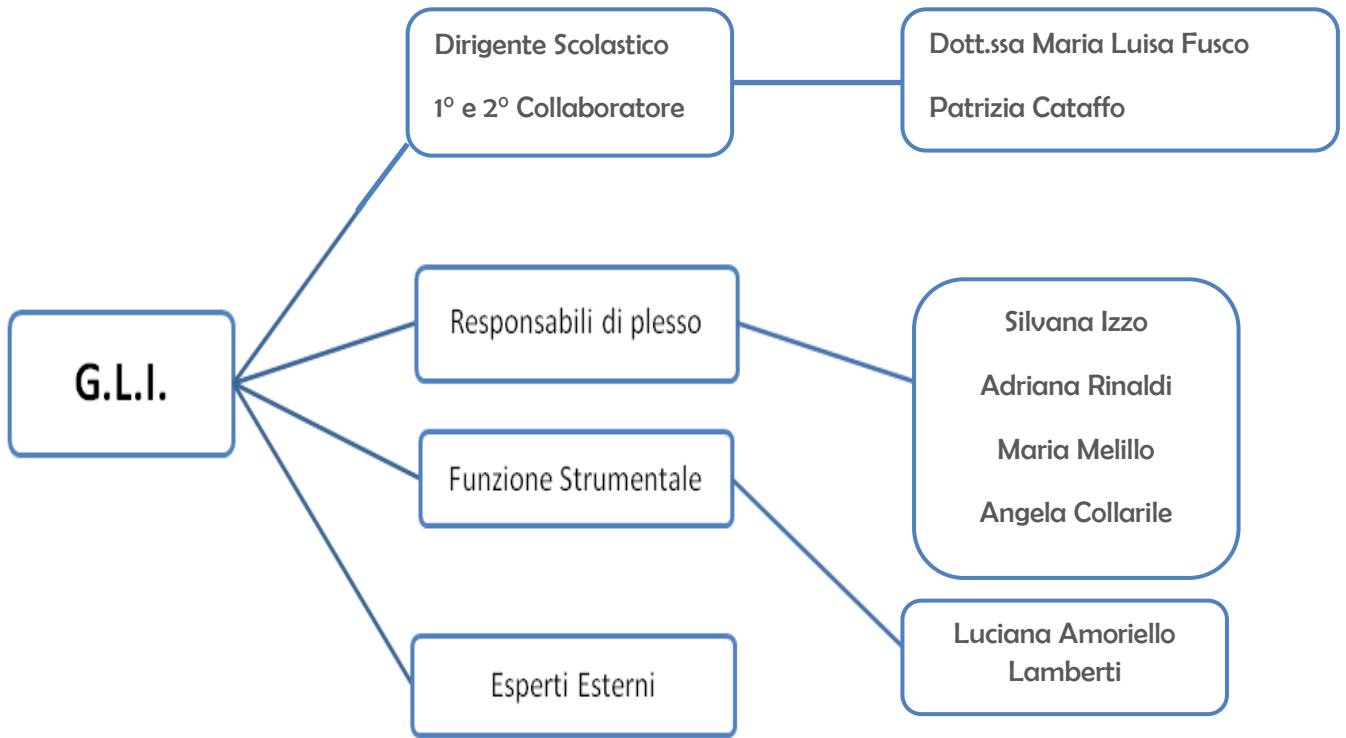 Dirigente Scolastico
1° e 2° Collaboratore
Dott.ssa Maria Luisa Fusco
Patrizia Cataffo
G.L.I.
Responsabili di plesso
Silvana Izzo
Adriana Rinaldi
Maria Melillo
Angela Collarile
Funzione Strumentale
Luciana Amoriello
Lamberti
Esperti Esterni